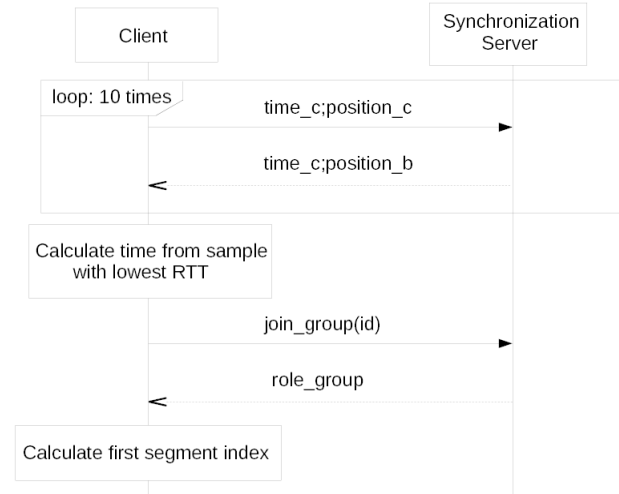 Client
Synchronization
Server
loop: 10 times
time_c;position_c
time_c;position_b
Calculate time from sample
with lowest RTT
join_group(id)
role_group
Calculate first segment index